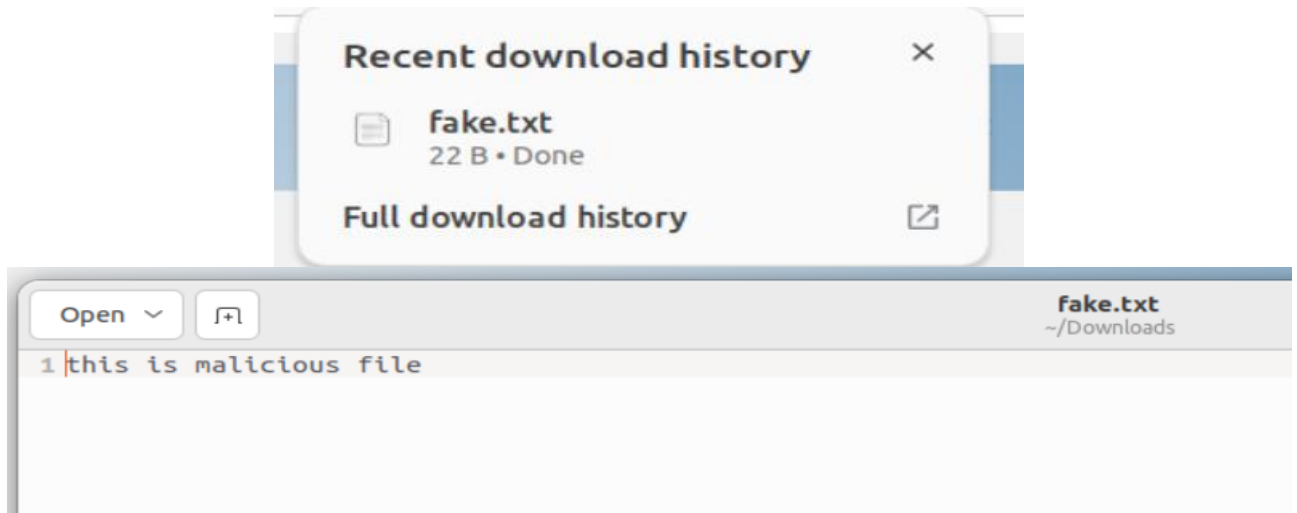 Recent download history
fake.txt
22 B • Done
Full download history
Open
fake.txt
~/Downloads
1 this is malicious file